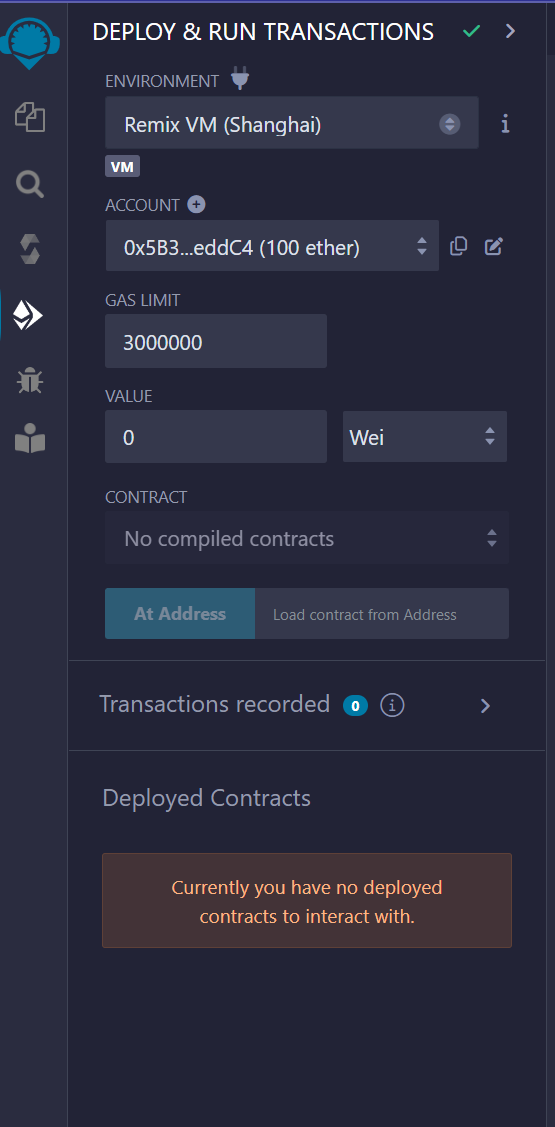 DEPLOY & RUN TRANSACTIONS
ENVIRONMENT
Remix VM (Shanghai)
VM
ACCOUNT
0x5B3...eddC4 (100 ether)
GAS LIMIT
3000000
VALUE
0
Wei
CONTRACT
No compiled contracts
At Address
Load contract from Address
Transactions recorded 0
Deployed Contracts
Currently you have no deployed
contracts to interact with.